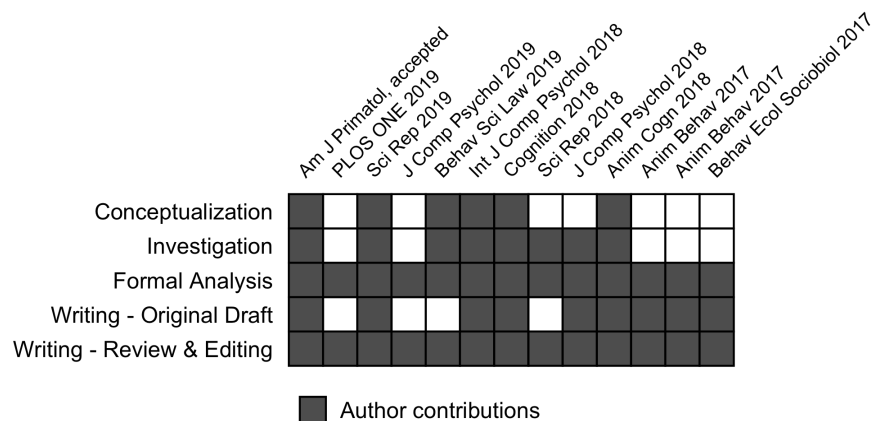 Am J Primatol, accepted
PLOS ONE 2019
Sci Rep 2019
J Comp Psychol 2019
Behav Sci Law 2019
Int J Comp Psychol 2018
Cognition 2018
Sci Rep 2018
J Comp Psychol 2018
Anim Cogn 2018
Anim Behav 2017
Anim Behav 2017
Behav Ecol Sociobiol 2017
Conceptualization
Investigation
Formal Analysis
Writing - Original Draft
Writing - Review & Editing
Author contributions